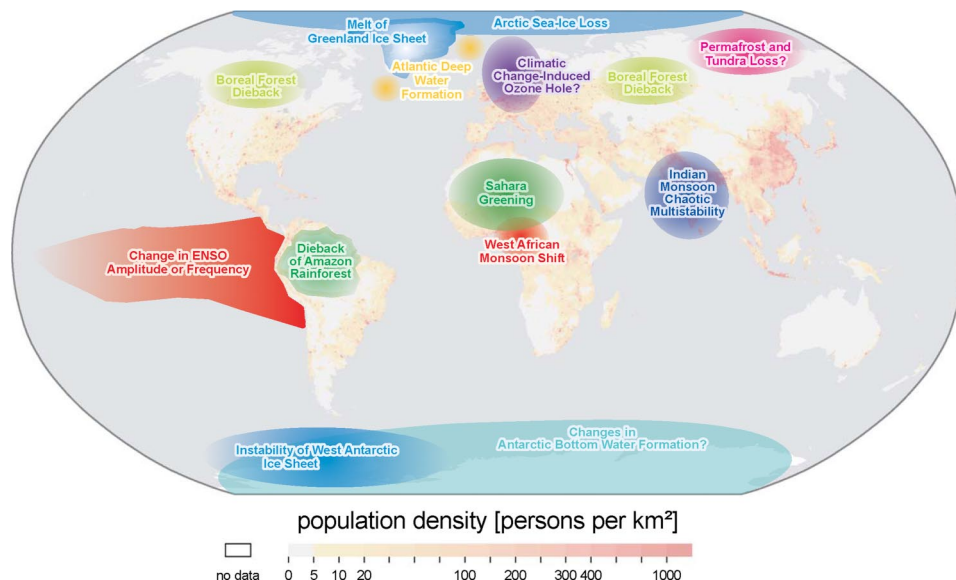 Melt of
Greenland Ice Sheet
Arctic Sea-Ice Loss
Atlantic Deep
Water
Formation
Climatic
Change-Induced
Ozone Hole?
Permafrost and
Tundra Loss?
Boreal Forest
Dieback
Boreal Forest
Dieback
Sahara
Greening
Indian
Monsoon
Chaotic
Multistability
West African
Monsoon Shift
Change in ENSO
Amplitude or Frequency
Dieback
of Amazon
Rainforest
Instability of West Antarctic
Ice Sheet
Changes in
Antarctic Bottom Water Formation?
population density [persons per km²]
no data
0 5 10 20 100 200 300 400 1000